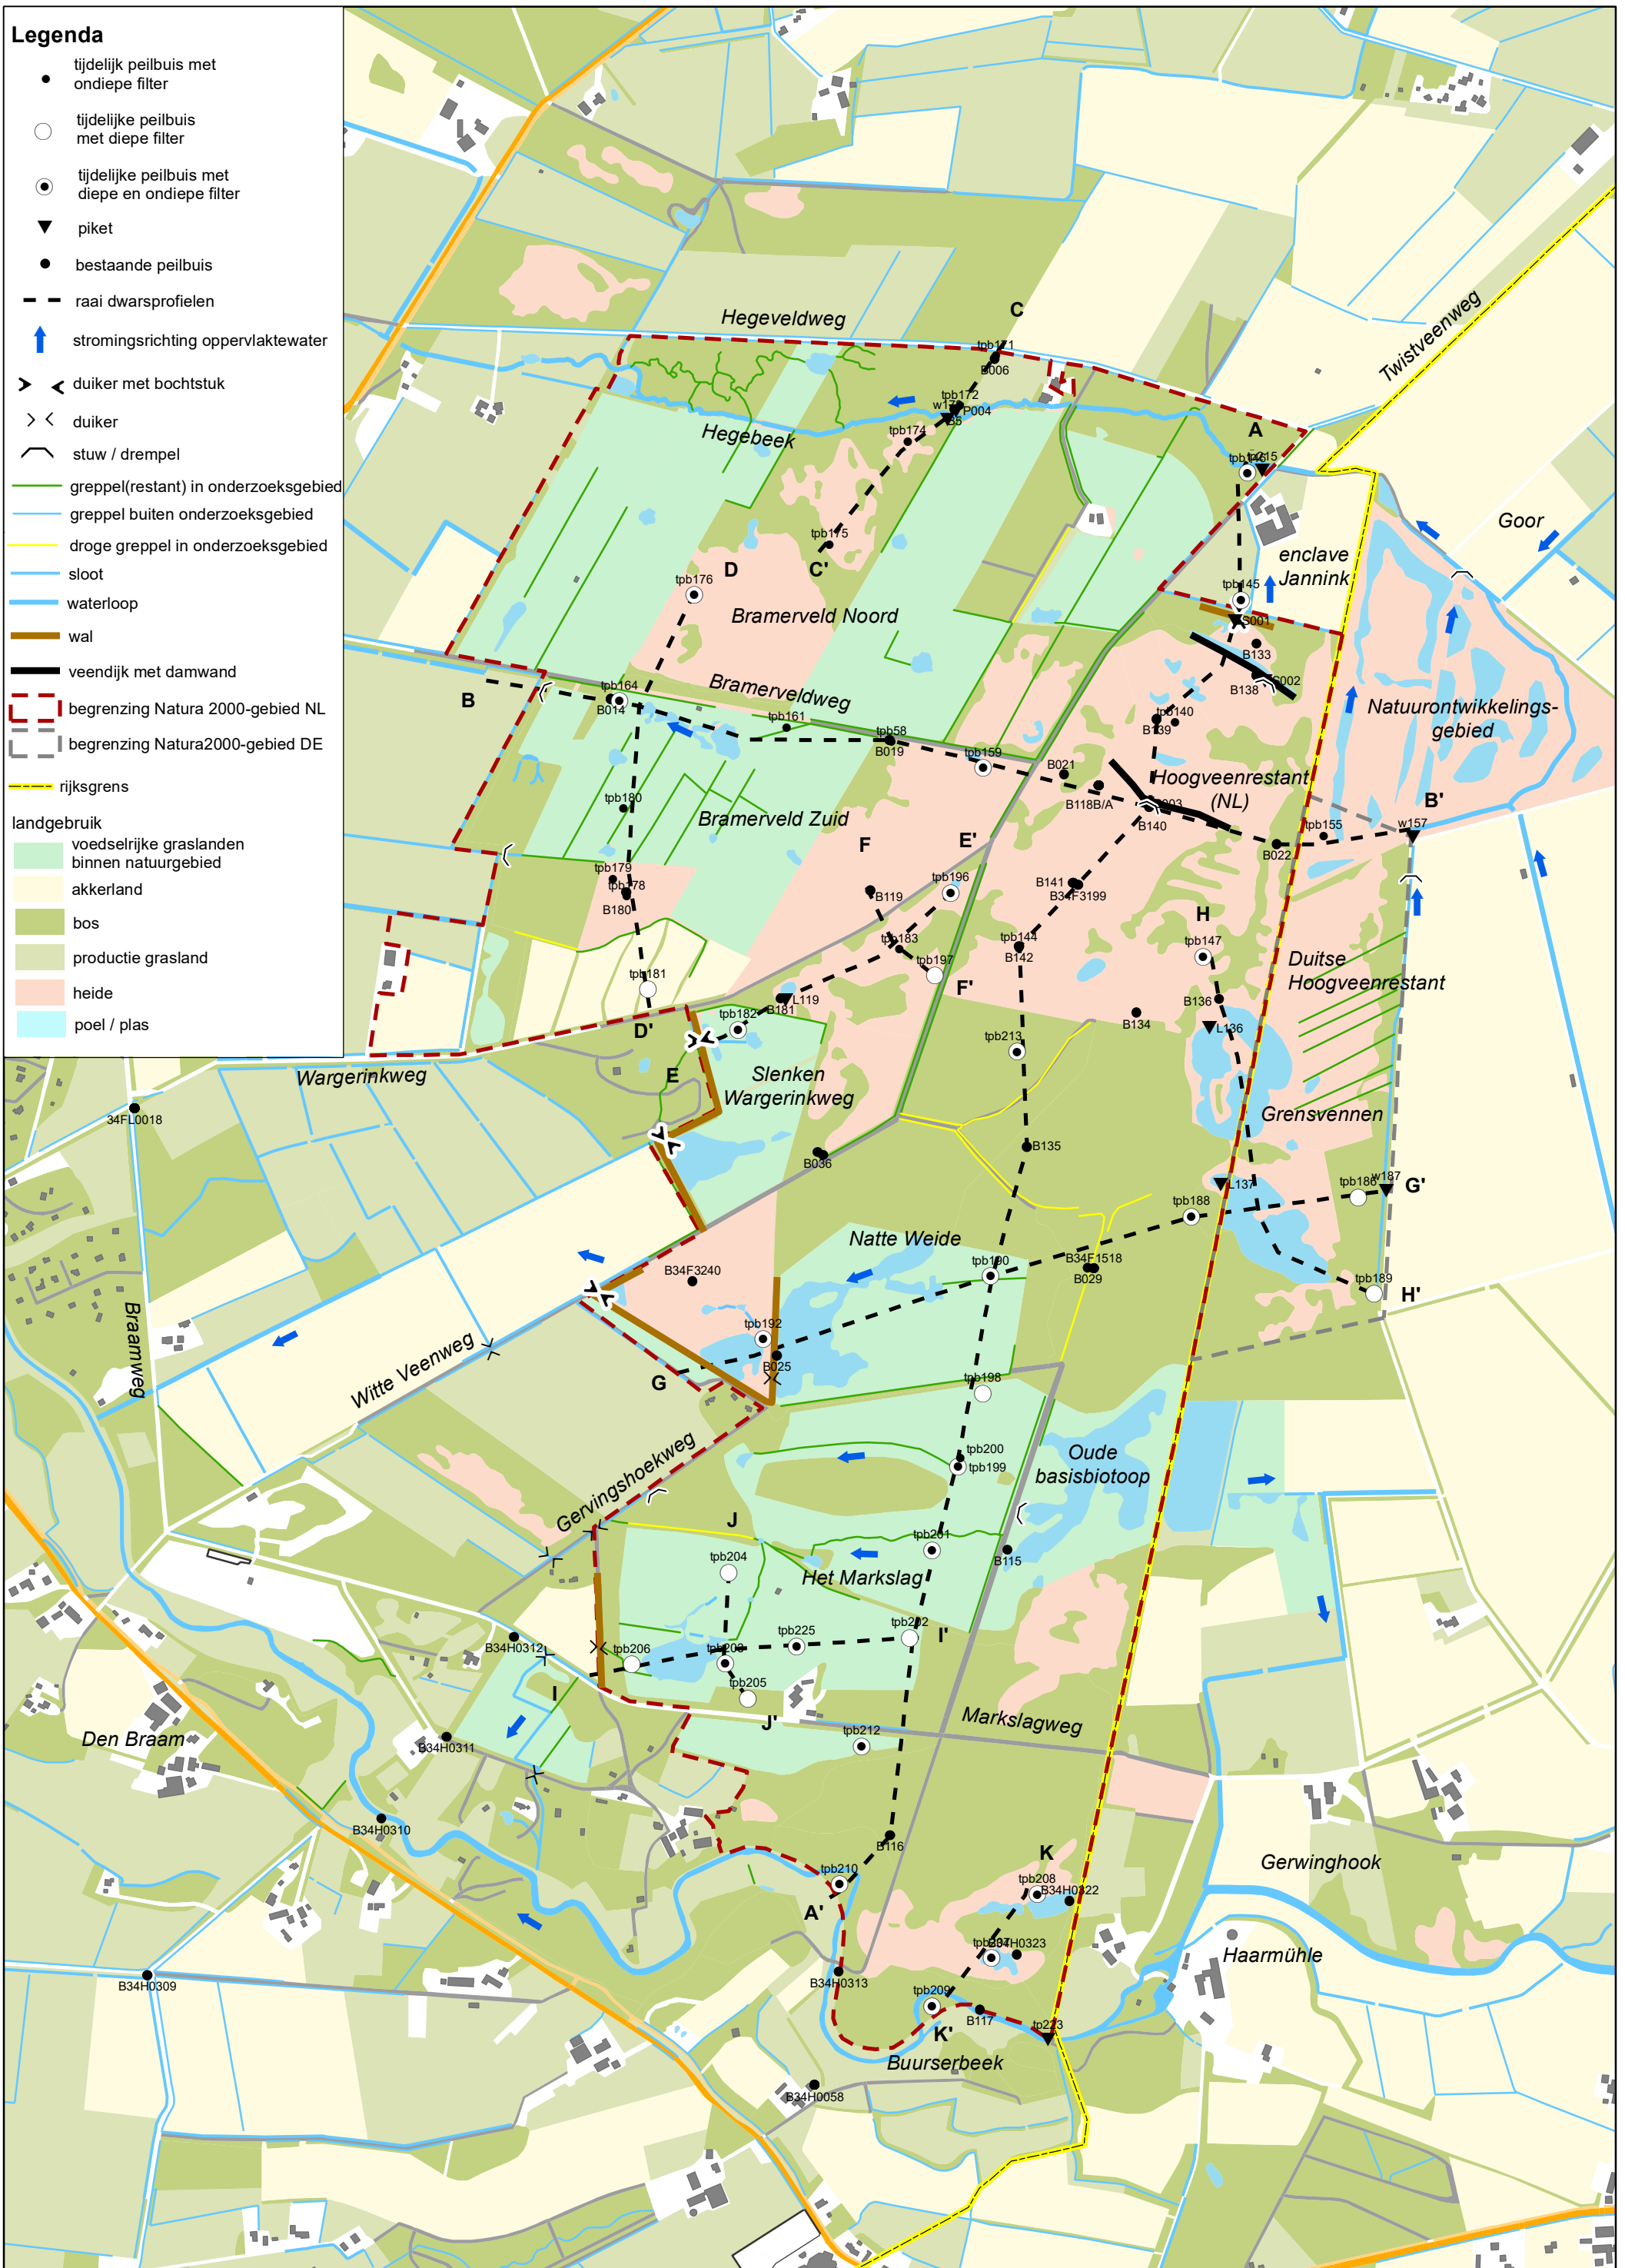 Legenda
tijdelijk peilbuis met
ondiepe filter
tijdelijke peilbuis
met diepe filter
tijdelijke peilbuis met
diepe en ondiepe filter
piket
bestaande peilbuis
raai dwarsprofielen
stromingsrichting oppervlaktewater
duiker met bochtstuk
duiker
stuw / drempel
greppel(restant) in onderzoeksgebied
greppel buiten onderzoeksgebied
droge greppel in onderzoeksgebied
sloot
waterloop
wal
veendijk met damwand
begrenzing Natura 2000-gebied NL
begrenzing Natura2000-gebied DE
rijksgrens
landgebruik
voedselrijke graslanden
binnen natuurgebied
akkerland
bos
productie grasland
heide
poel / plas
C
Hegeveldweg
Twistveenweg
tpb171
B006
tpb172
P004
B5
tpb174
Hegebeek
A
Goor
tpb175
C'
enclave
Jannink
D
tpb176
tpb145
Bramerveld Noord
S001
B133
B138
S002
B
tpb164
B014
Bramerveldweg
tpb161
tpb58
B019
tpb140
B139
Natuurontwikkelings-
gebied
tpb159
B021
B118B/A
Hoogveenrestant
(NL)
B140
B'
w157
tpb155
B022
tpb180
Bramerveld Zuid
F
E'
tpb179
tpb178
B180
B119
tpb196
B141
B34F3199
H
tpb183
tpb144
B142
tpb147
tpb197
F'
Duitse
Hoogveenrestant
tpb181
L119
B181
B136
D'
tpb182
B134
L136
tpb213
E
Slenken
Wargerinkweg
Wargerinkweg
Grensvennen
34FL0018
B036
B135
L137
tpb186
w187
G'
tpb188
Natte Weide
B34F3240
tpb190
B34F1518
B029
tpb189
H'
Braamweg
Witte Veenweg
tpb192
B025
G
tpb198
Gervingshoekweg
tpb200
tpb199
Oude
basisbiotoop
J
tpb201
B115
tpb204
Het Markslag
B34H0312
tpb206
tpb203
tpb225
tpb202
I'
tpb205
I
J'
Markslagweg
Den Braam
B34H0311
tpb212
B34H0310
B116
Gerwinghook
K
tpb210
tpb208
B34H0322
A'
B34H0323
Haarmühle
B34H0309
B34H0313
tpb209
B117
K'
tp223
Buurserbeek
B34H0058